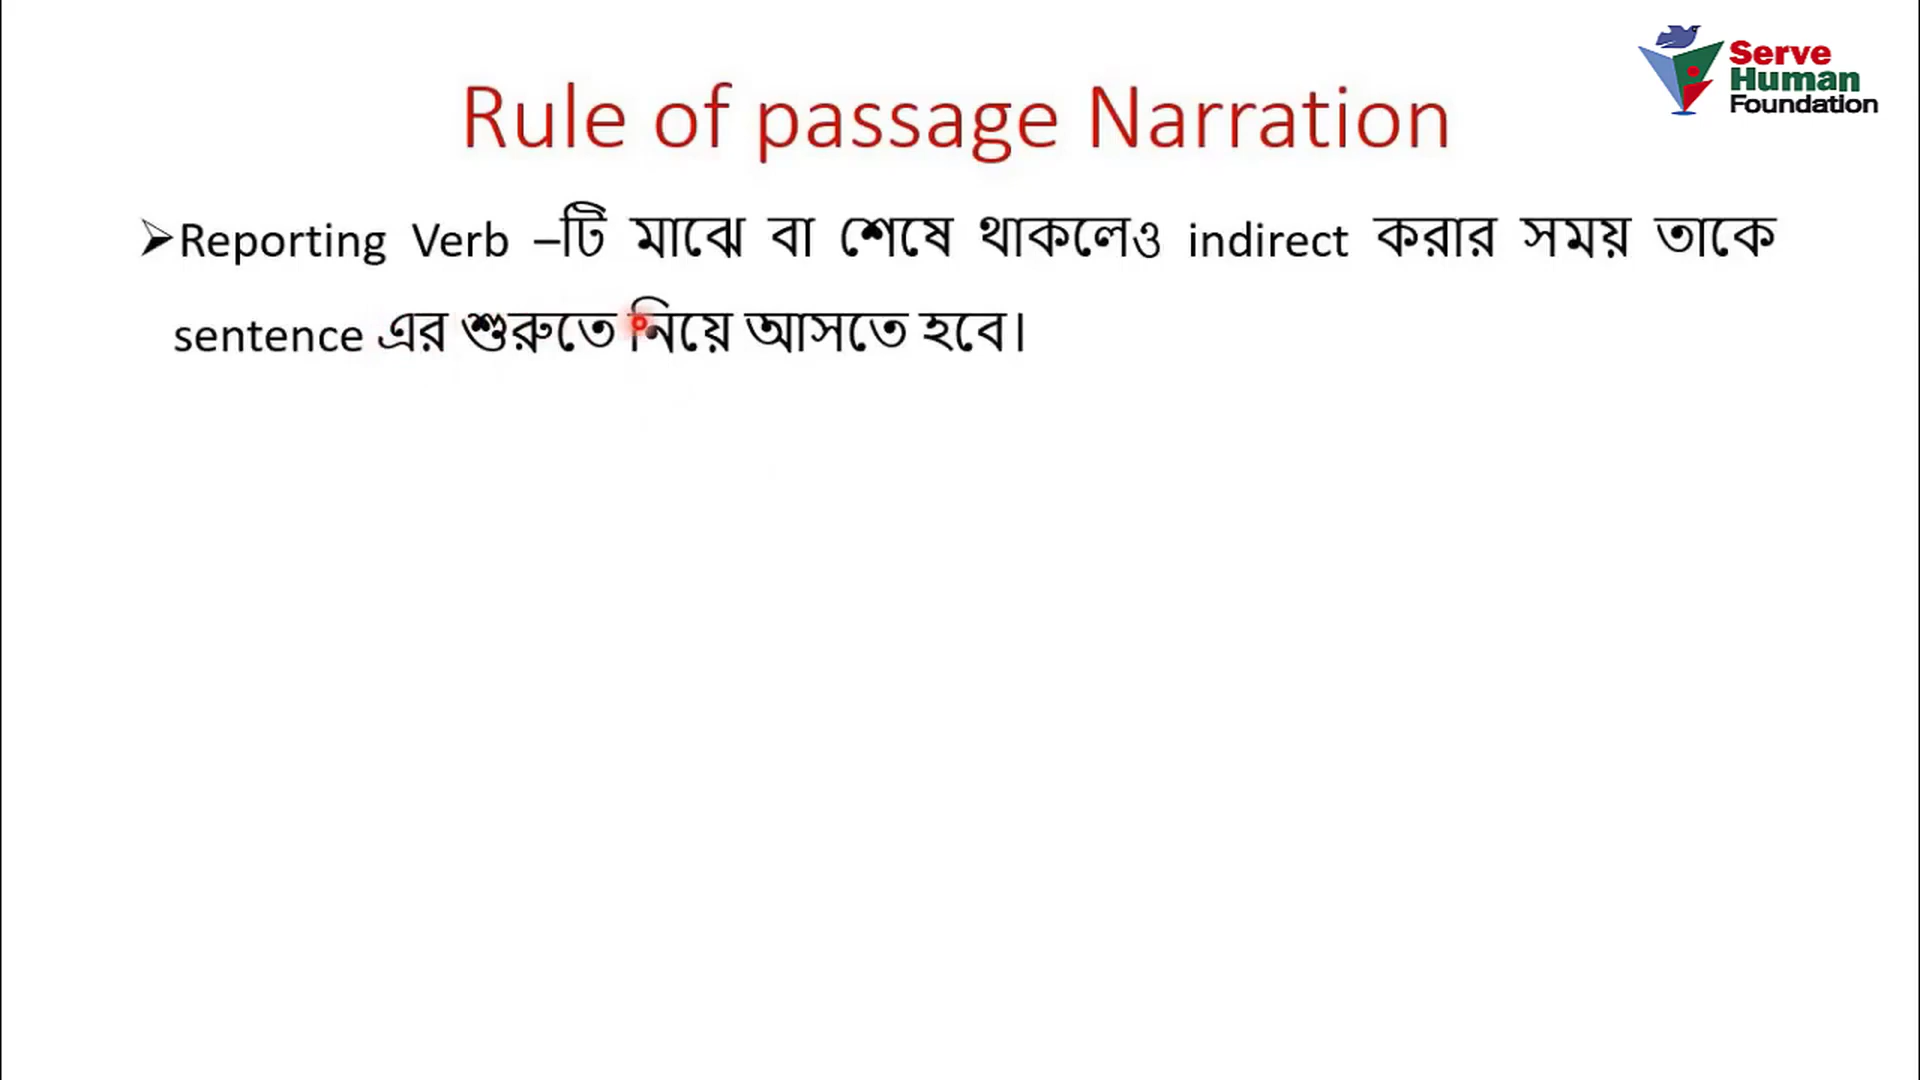 Serve
Human
Foundation
Rule of passage Narration
➢Reporting Verb –টি মাঝে বা শেষে থাকলেও indirect করার সময় তাকে
sentence এর শুরুতে নিয়ে আসতে হবে।